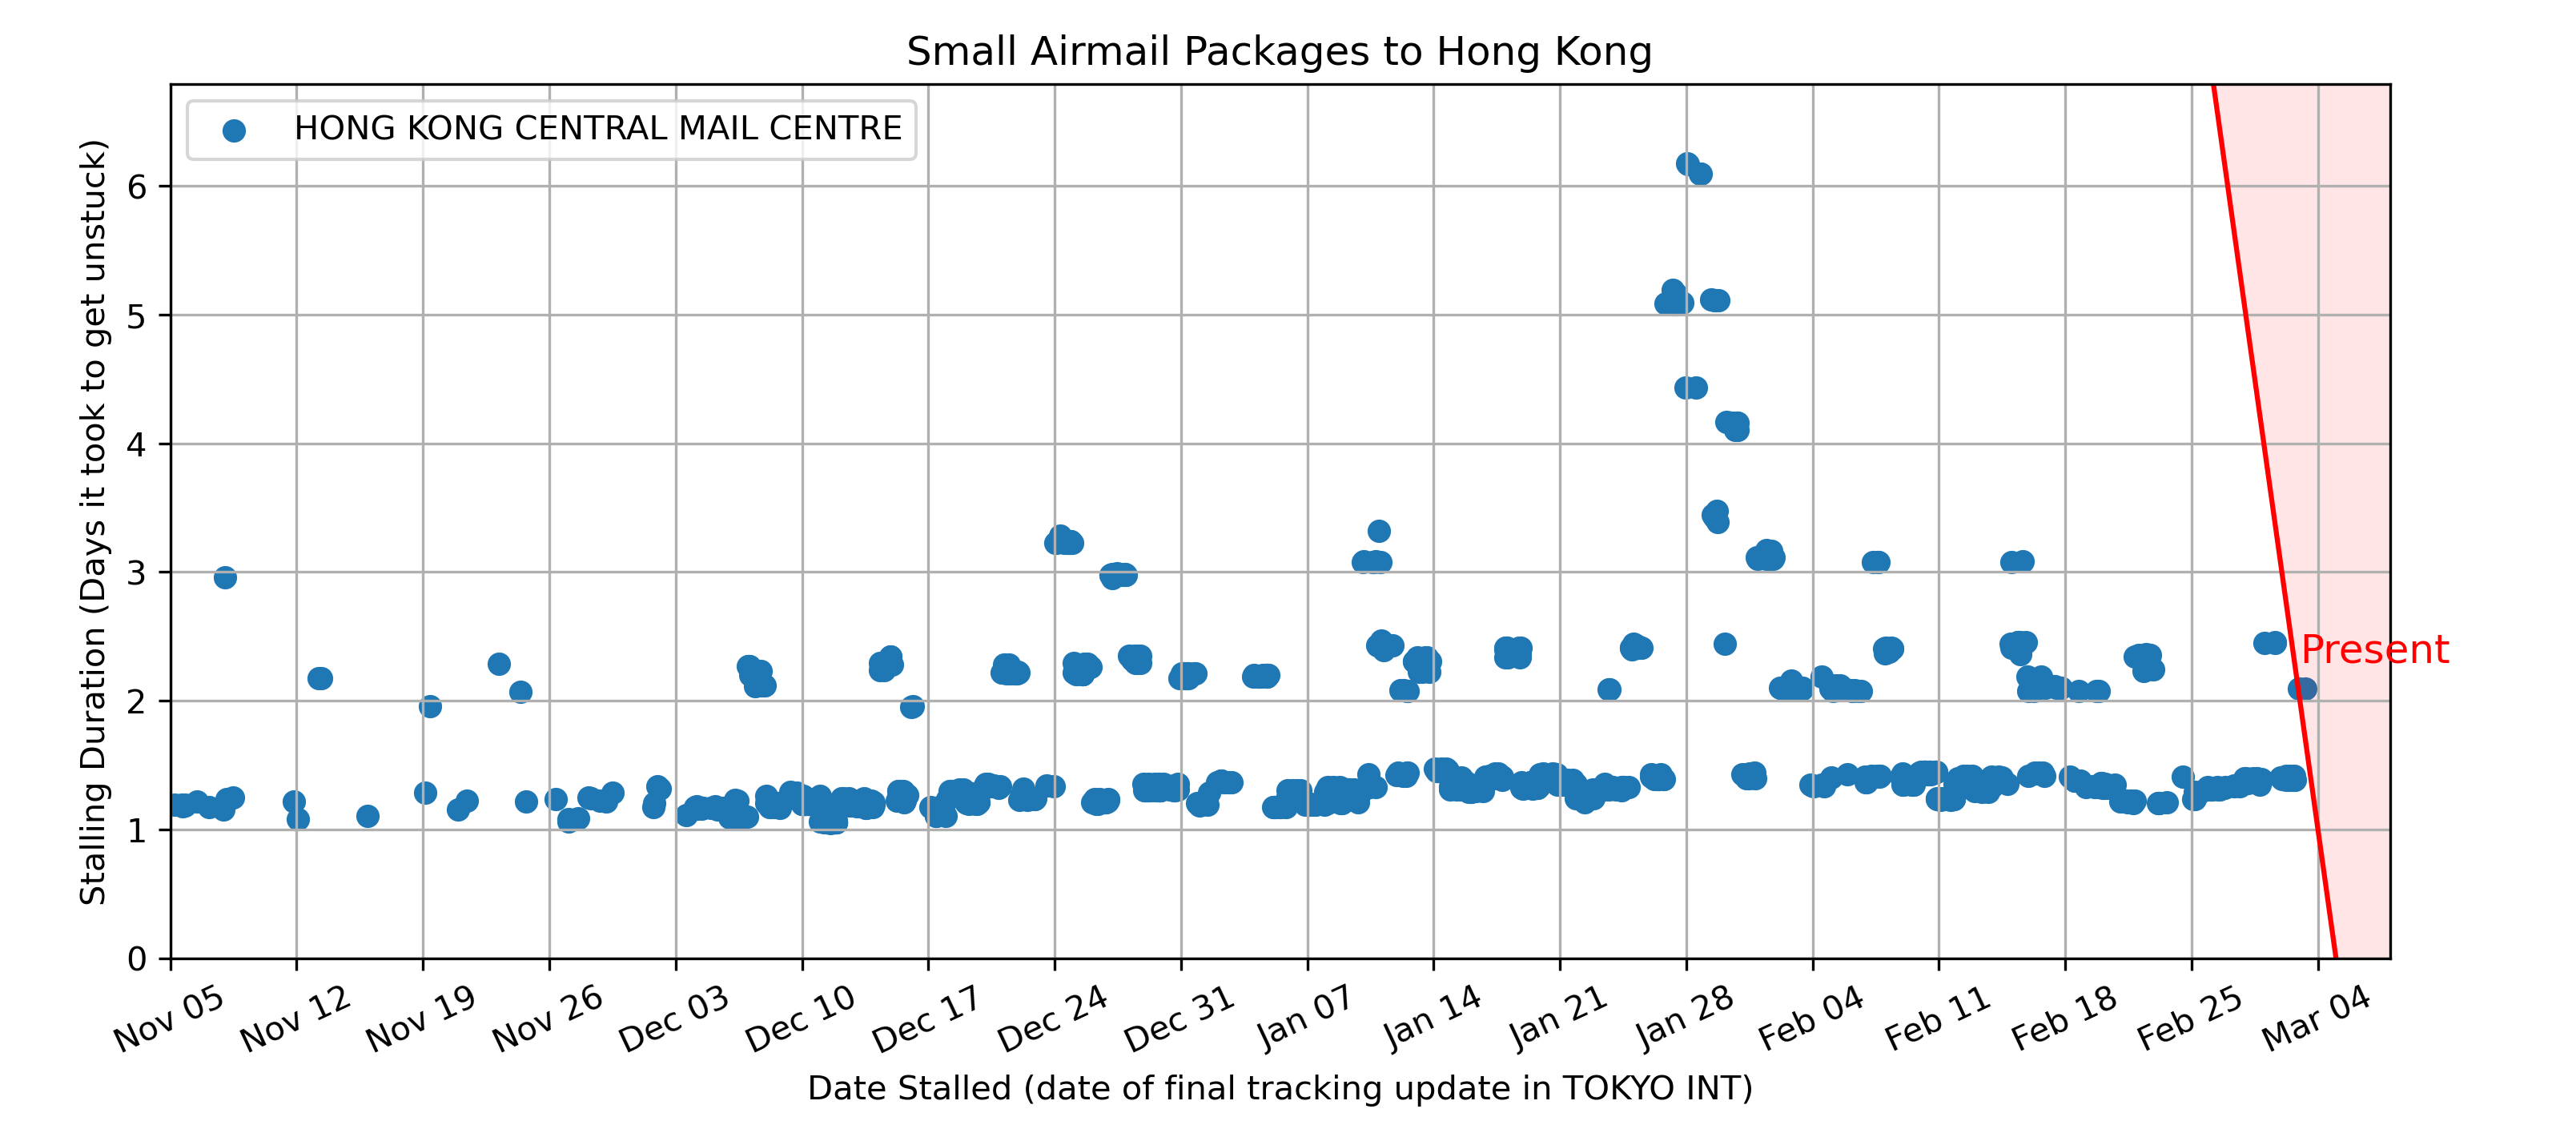 Small Airmail Packages to Hong Kong
HONG KONG CENTRAL MAIL CENTRE
Stalling Duration (Days it took to get unstuck)
6
5
4
3
2
1
0
Present
Nov 05 Nov 12 Nov 19 Nov 26 Dec 03 Dec 10 Dec 17 Dec 24 Dec 31 Jan 07 Jan 14 Jan 21 Jan 28 Feb 04 Feb 11 Feb 18 Feb 25 Mar 04
Date Stalled (date of final tracking update in TOKYO INT)